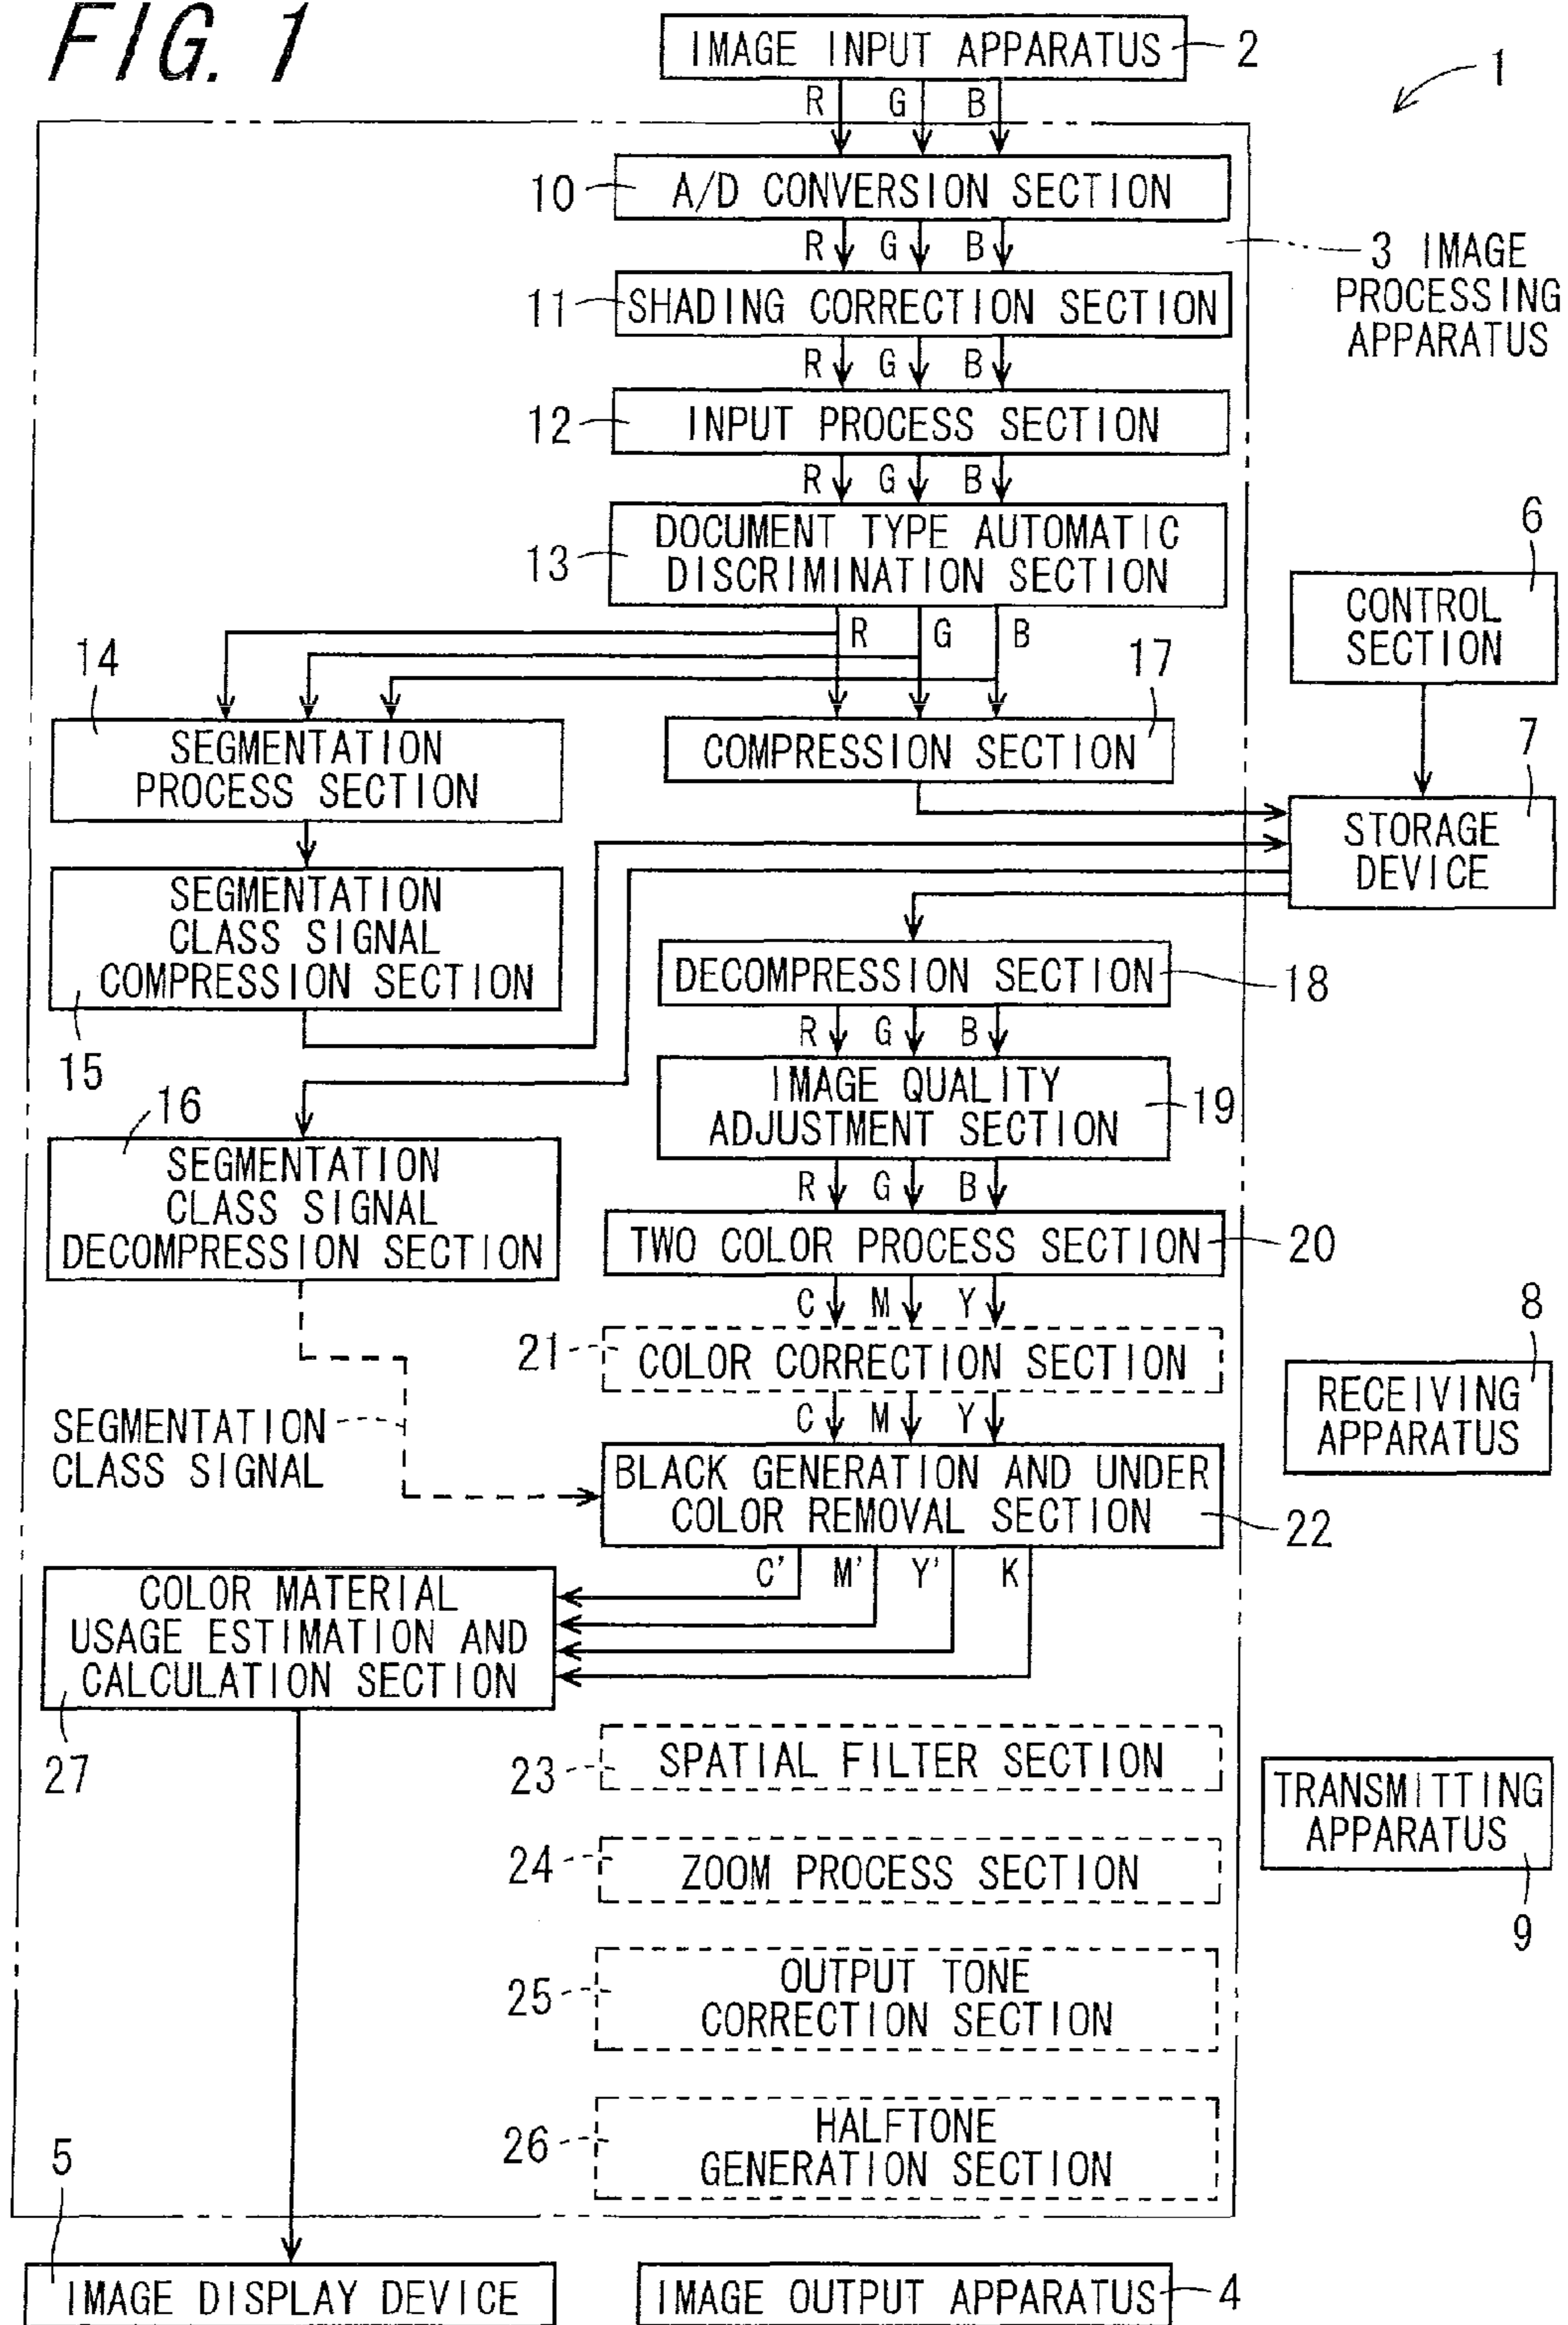 FIG. 1
IMAGE INPUT APPARATUS
2
1
R G B
10
A/D CONVERSION SECTION
R G B
3 IMAGE
PROCESSING
APPARATUS
11
SHADING CORRECTION SECTION
R G B
12
INPUT PROCESS SECTION
R G B
13
DOCUMENT TYPE AUTOMATIC
DISCRIMINATION SECTION
6
CONTROL
SECTION
R G B
14
17
SEGMENTATION
PROCESS SECTION
COMPRESSION SECTION
7
STORAGE
DEVICE
SEGMENTATION
CLASS SIGNAL
COMPRESSION SECTION
15
DECOMPRESSION SECTION
18
R G B
IMAGE QUALITY
ADJUSTMENT SECTION
19
16
SEGMENTATION
CLASS SIGNAL
DECOMPRESSION SECTION
R G B
TWO COLOR PROCESS SECTION
20
C M Y
21
COLOR CORRECTION SECTION
8
RECEIVING
APPARATUS
C M Y
SEGMENTATION
CLASS SIGNAL
BLACK GENERATION AND UNDER
COLOR REMOVAL SECTION
22
C' M' Y' K
COLOR MATERIAL
USAGE ESTIMATION AND
CALCULATION SECTION
27
23
SPATIAL FILTER SECTION
TRANSMITTING
APPARATUS
9
24
ZOOM PROCESS SECTION
25
OUTPUT TONE
CORRECTION SECTION
26
HALFTONE
GENERATION SECTION
5
IMAGE DISPLAY DEVICE
IMAGE OUTPUT APPARATUS
4